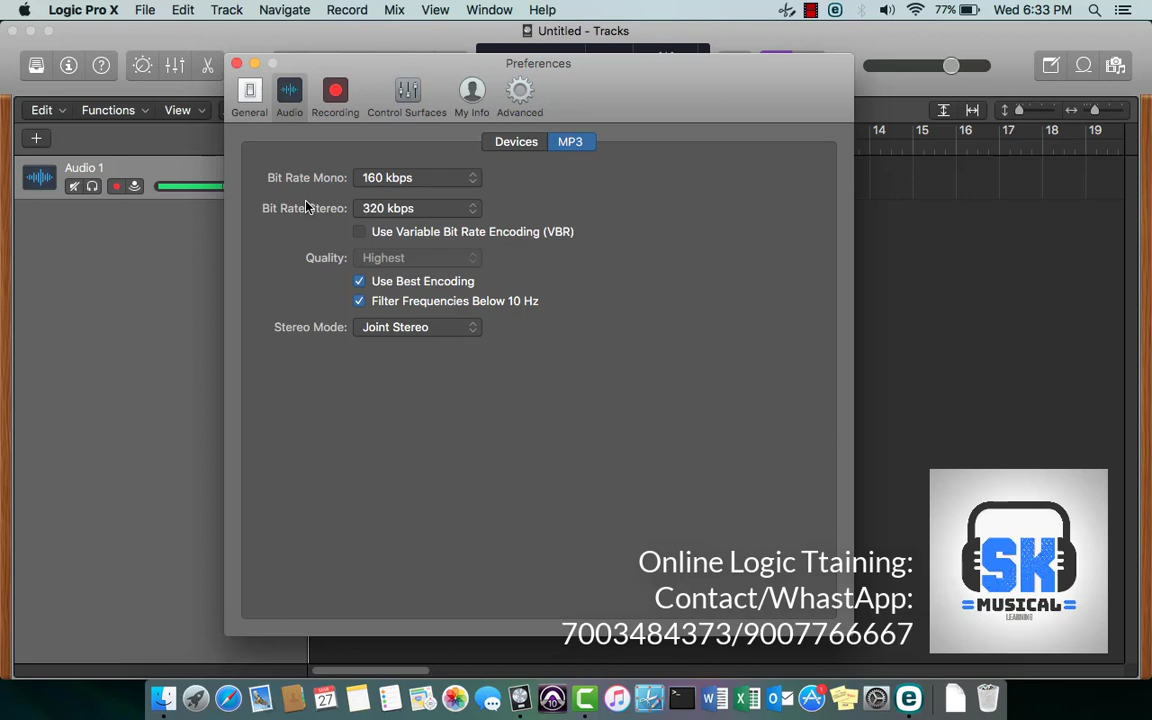 Logic Pro X File Edit Track Navigate Record Mix View Window Help 77% Wed 6:33 PM
Untitled - Tracks
Preferences
General Audio Recording Control Surfaces My Info Advanced
Edit Functions View
14 15 16 17 18 19
Devices MP3
Audio 1
Bit Rate Mono: 160 kbps
Bit Rate Stereo: 320 kbps
Use Variable Bit Rate Encoding (VBR)
Quality: Highest
Use Best Encoding
Filter Frequencies Below 10 Hz
Stereo Mode: Joint Stereo
Online Logic Ttaining:
Contact/WhastApp:
7003484373/9007766667
SK
MUSICAL
LEARNING
27
10